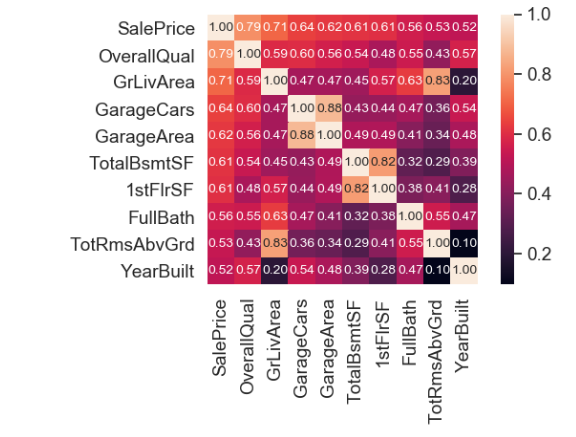 SalePrice 1.00 0.79 0.71 0.64 0.62 0.61 0.61 0.56 0.53 0.52
OverallQual 0.79 1.00 0.59 0.60 0.56 0.54 0.48 0.55 0.43 0.57
GrLivArea 0.71 0.59 1.00 0.47 0.47 0.45 0.57 0.63 0.83 0.20
GarageCars 0.64 0.60 0.47 1.00 0.88 0.43 0.44 0.47 0.36 0.54
GarageArea 0.62 0.56 0.47 0.88 1.00 0.49 0.49 0.41 0.34 0.48
TotalBsmtSF 0.61 0.54 0.45 0.43 0.49 1.00 0.82 0.32 0.29 0.39
1stFlrSF 0.61 0.48 0.57 0.44 0.49 0.82 1.00 0.38 0.41 0.28
FullBath 0.56 0.55 0.63 0.47 0.41 0.32 0.38 1.00 0.55 0.47
TotRmsAbvGrd 0.53 0.43 0.83 0.36 0.34 0.29 0.41 0.55 1.00 0.10
YearBuilt 0.52 0.57 0.20 0.54 0.48 0.39 0.28 0.47 0.10 1.00
SalePrice
OverallQual
GrLivArea
GarageCars
GarageArea
TotalBsmtSF
1stFlrSF
FullBath
TotRmsAbvGrd
YearBuilt
1.0
0.8
0.6
0.4
0.2